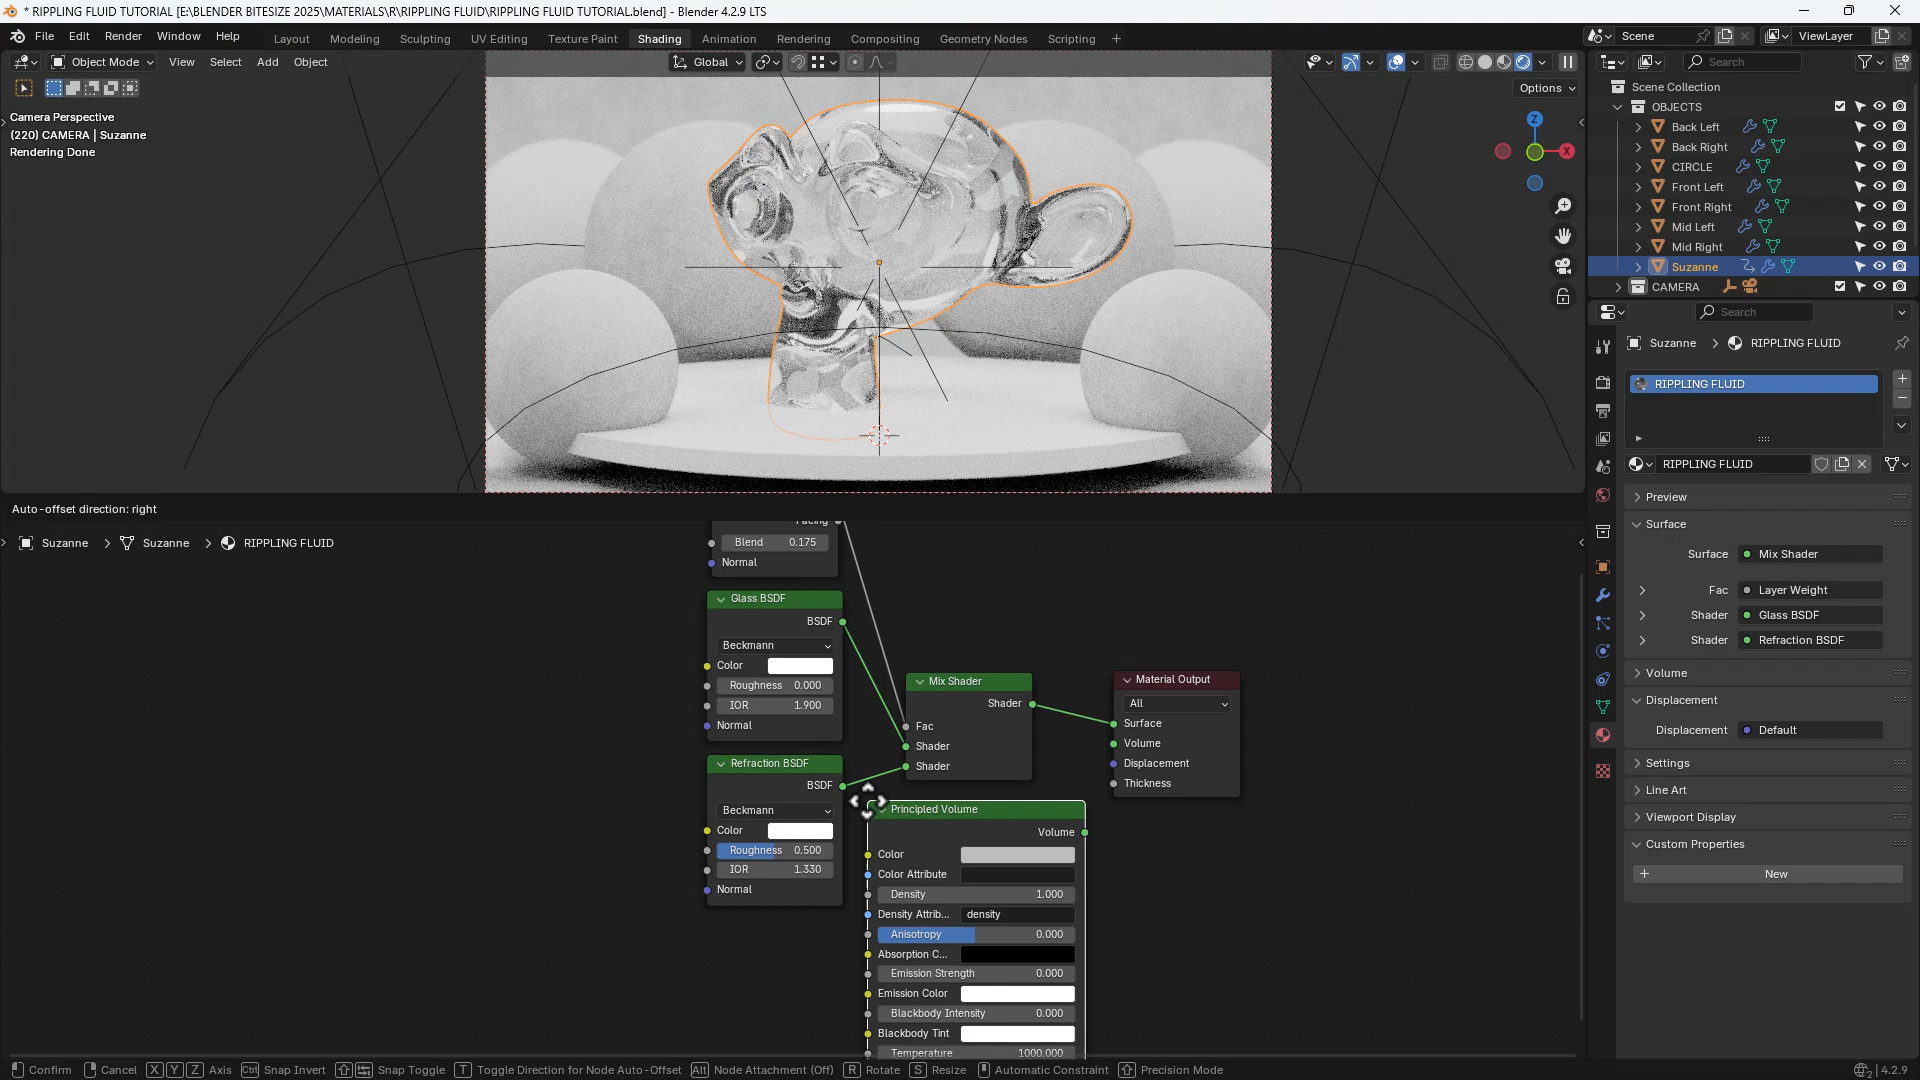 * RIPPLING FLUID TUTORIAL [E:\BLENDER BITESIZE 2025\MATERIALS\R\RIPPLING FLUID\RIPPLING FLUID TUTORIAL.blend] - Blender 4.2.9 LTS
File Edit Render Window Help Layout Modeling Sculpting UV Editing Texture Paint Shading Animation Rendering Compositing Geometry Nodes Scripting + Scene ViewLayer
Object Mode View Select Add Object Global Search
Options
Camera Perspective
(220) CAMERA | Suzanne
Rendering Done
Z
X
Scene Collection
OBJECTS
Back Left
Back Right
CIRCLE
Front Left
Front Right
Mid Left
Mid Right
Suzanne
CAMERA
Search
Suzanne RIPPLING FLUID
RIPPLING FLUID
RIPPLING FLUID
Preview
Surface
Surface Mix Shader
Fac Layer Weight
Shader Glass BSDF
Shader Refraction BSDF
Volume
Displacement
Displacement Default
Settings
Line Art
Viewport Display
Custom Properties
New
Auto-offset direction: right
Suzanne Suzanne RIPPLING FLUID
Facing
Blend 0.175
Normal
Glass BSDF
BSDF
Beckmann
Color
Roughness 0.000
IOR 1.900
Normal
Refraction BSDF
BSDF
Beckmann
Color
Roughness 0.500
IOR 1.330
Normal
Mix Shader
Shader
Fac
Shader
Shader
Material Output
All
Surface
Volume
Displacement
Thickness
Principled Volume
Volume
Color
Color Attribute
Density 1.000
Density Attrib... density
Anisotropy 0.000
Absorption C...
Emission Strength 0.000
Emission Color
Blackbody Intensity 0.000
Blackbody Tint
Temperature 1000.000
Confirm Cancel X Y Z Axis Ctrl Snap Invert Snap Toggle T Toggle Direction for Node Auto-Offset Alt Node Attachment (Off) R Rotate S Resize Automatic Constraint Precision Mode 2 4.2.9